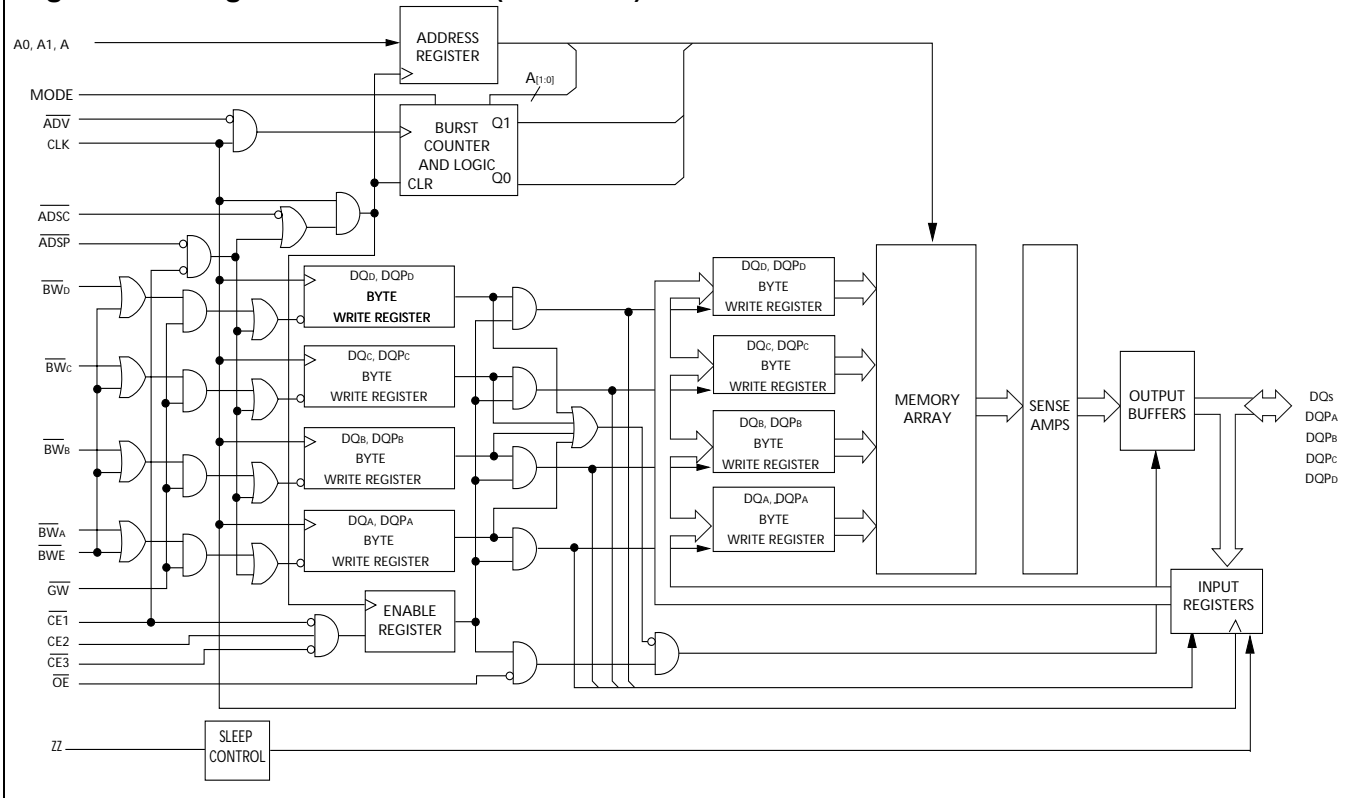 A0, A1, A
ADDRESS
REGISTER
A[1:0]
MODE
ADV
CLK
BURST
COUNTER
AND LOGIC
CLR
Q1
Q0
ADSC
ADSP
BWD
DQD, DQPD
BYTE
WRITE REGISTER
DQD, DQPD
BYTE
WRITE REGISTER
BWC
DQC, DQPC
BYTE
WRITE REGISTER
DQC, DQPC
BYTE
WRITE REGISTER
BWB
DQB, DQPB
BYTE
WRITE REGISTER
DQB, DQPB
BYTE
WRITE REGISTER
BWA
BWE
DQA, DQPA
BYTE
WRITE REGISTER
DQA, DQPA
BYTE
WRITE REGISTER
MEMORY
ARRAY
SENSE
AMPS
OUTPUT
BUFFERS
DQs
DQPA
DQPB
DQPC
DQPD
GW
CE1
CE2
CE3
OE
ENABLE
REGISTER
INPUT
REGISTERS
ZZ
SLEEP
CONTROL